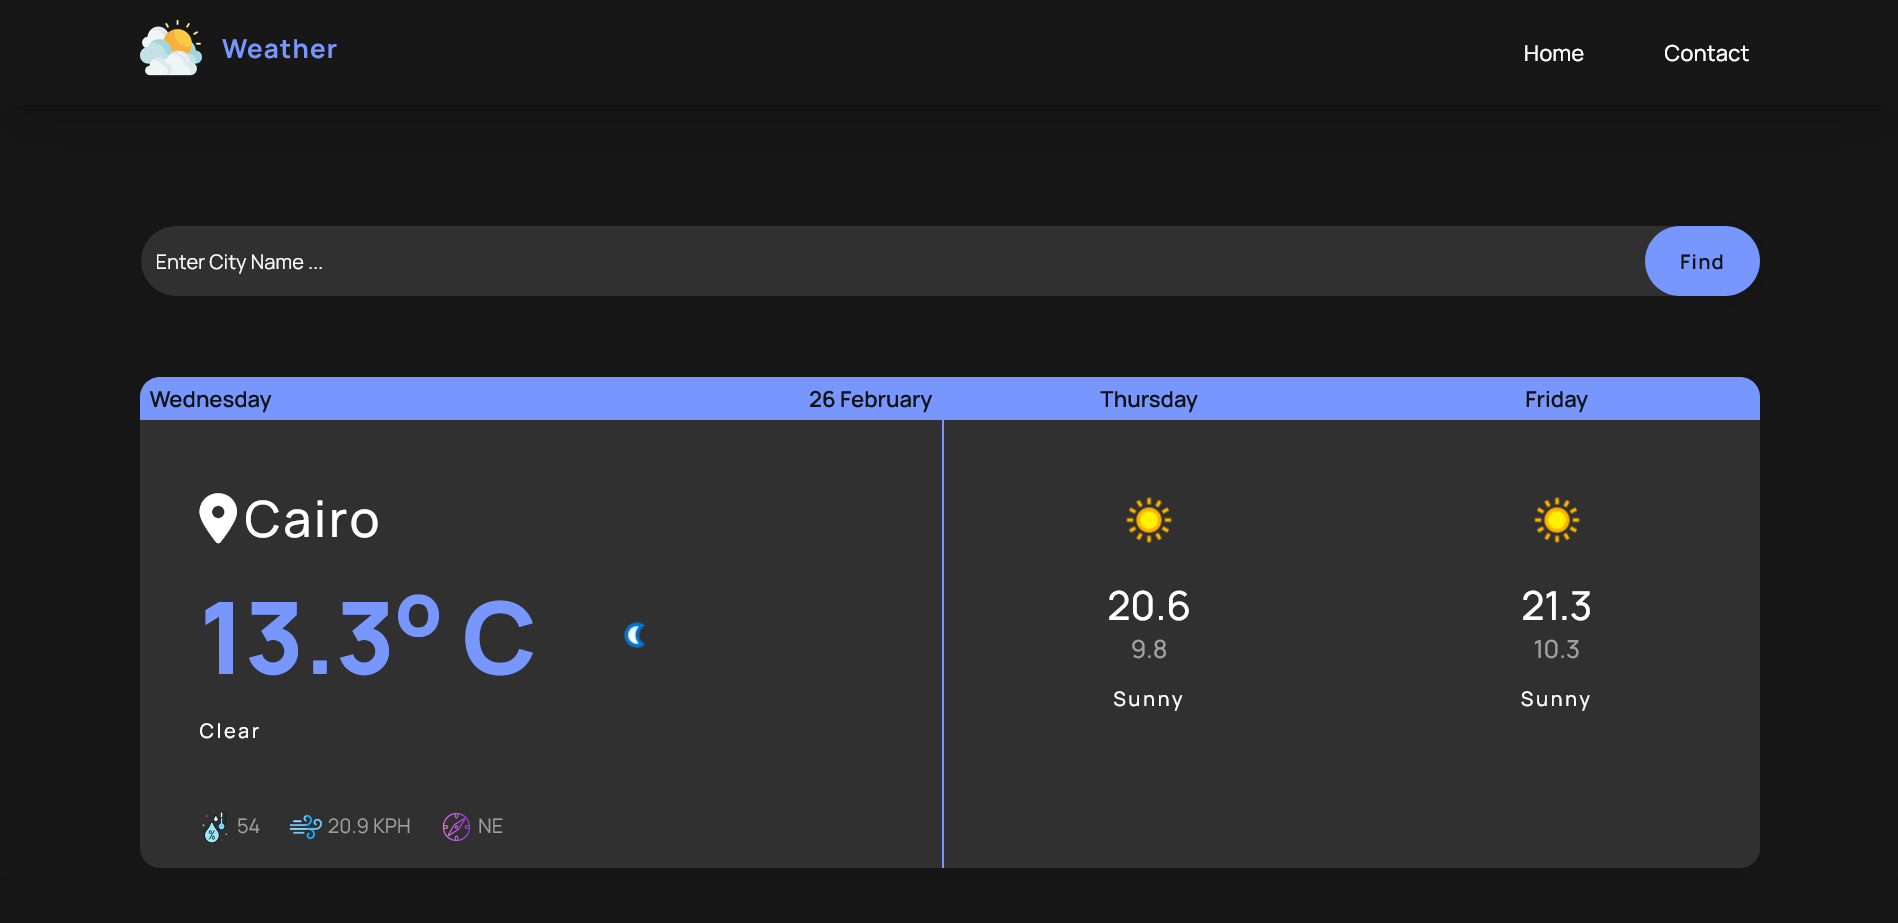 Weather
Home
Contact
Enter City Name ...
Find
Wednesday
26 February
Thursday
Friday
Cairo
13.3° C
Clear
54
20.9 KPH
NE
20.6
9.8
Sunny
21.3
10.3
Sunny